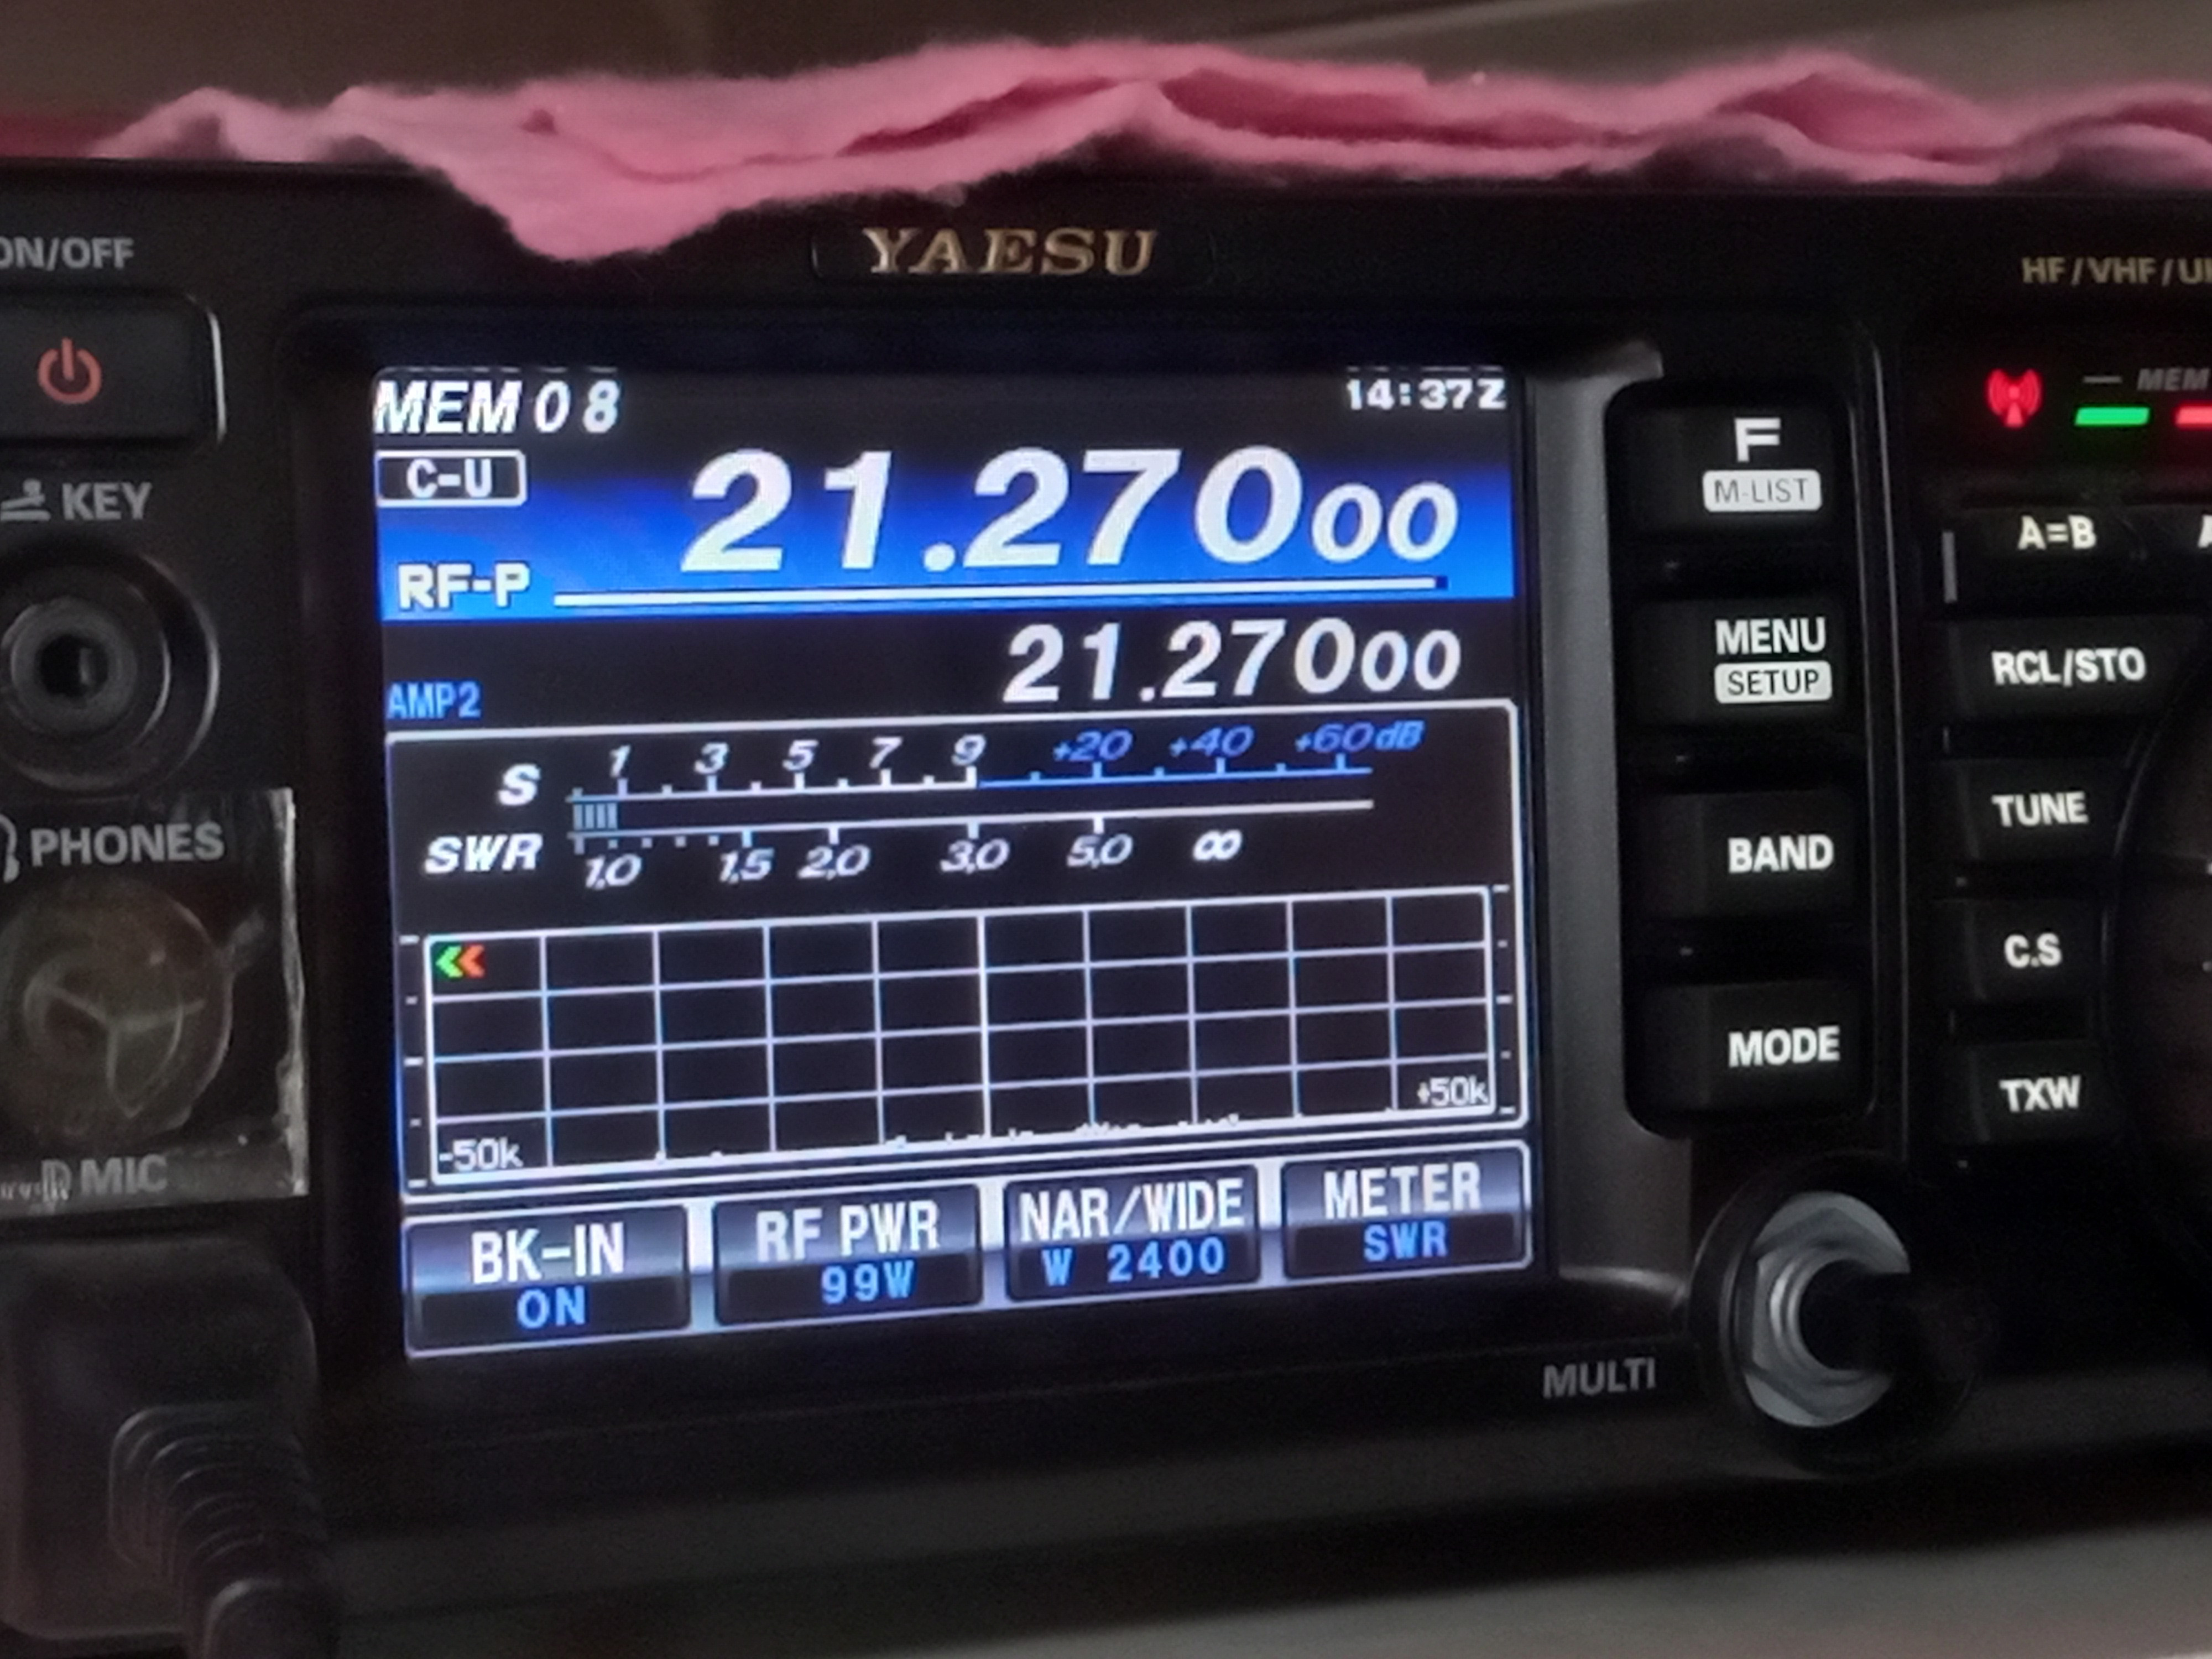 YAESU
ON/OFF
HF/VHF/U
MEM 08
14:37Z
MEM
C-U
21.27000
F
M-LIST
KEY
RF-P
A=B
21.27000
MENU
SETUP
RCL/STO
AMP2
S 1 3 5 7 9 +20 +40 +60dB
TUNE
PHONES
SWR 1,0 1,5 2,0 3,0 5,0 ∞
BAND
C.S
MODE
-50k
+50k
TXW
MIC
BK-IN RF PWR NAR/WIDE METER
ON 99W W 2400 SWR
MULTI